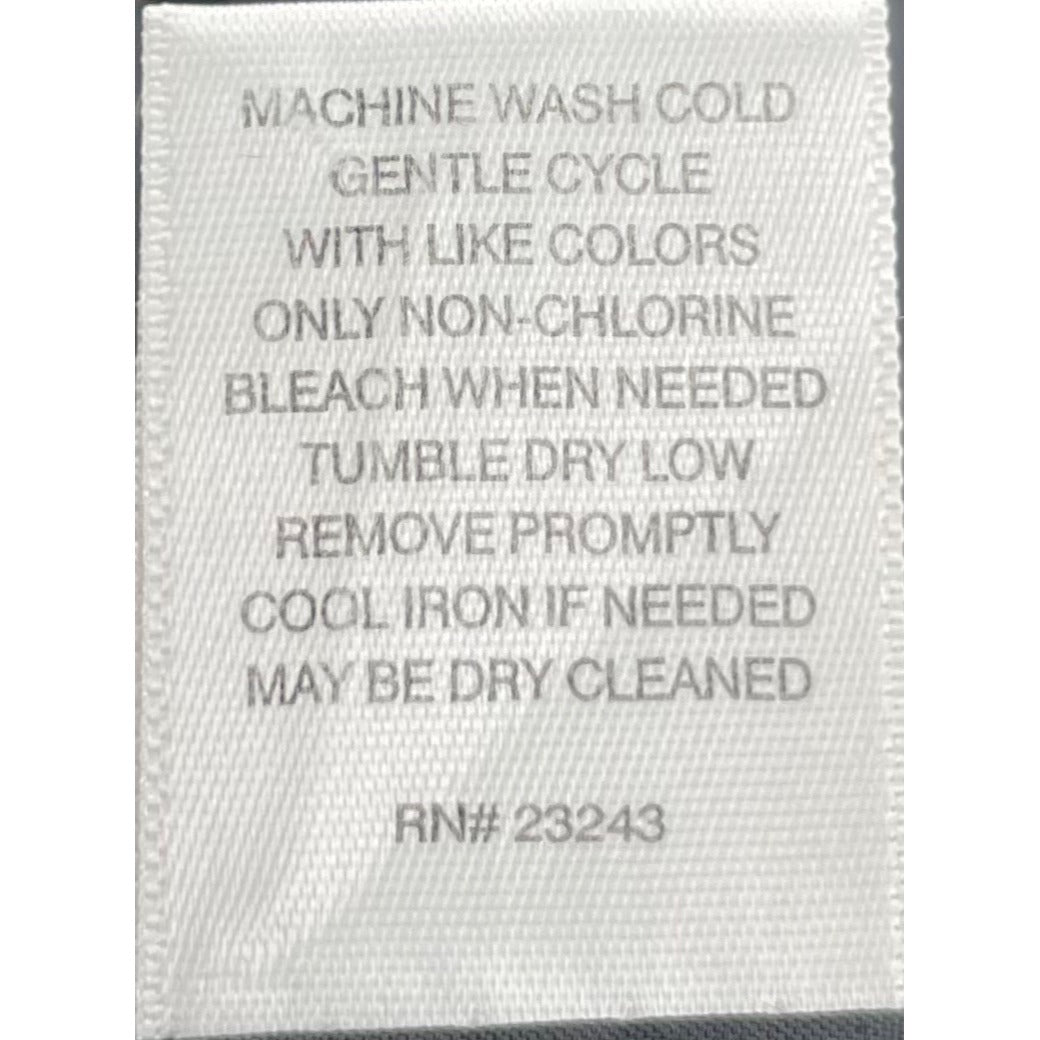 MACHINE WASH COLD
GENTLE CYCLE
WITH LIKE COLORS
ONLY NON-CHLORINE
BLEACH WHEN NEEDED
TUMBLE DRY LOW
REMOVE PROMPTLY
COOL IRON IF NEEDED
MAY BE DRY CLEANED
RN# 23243